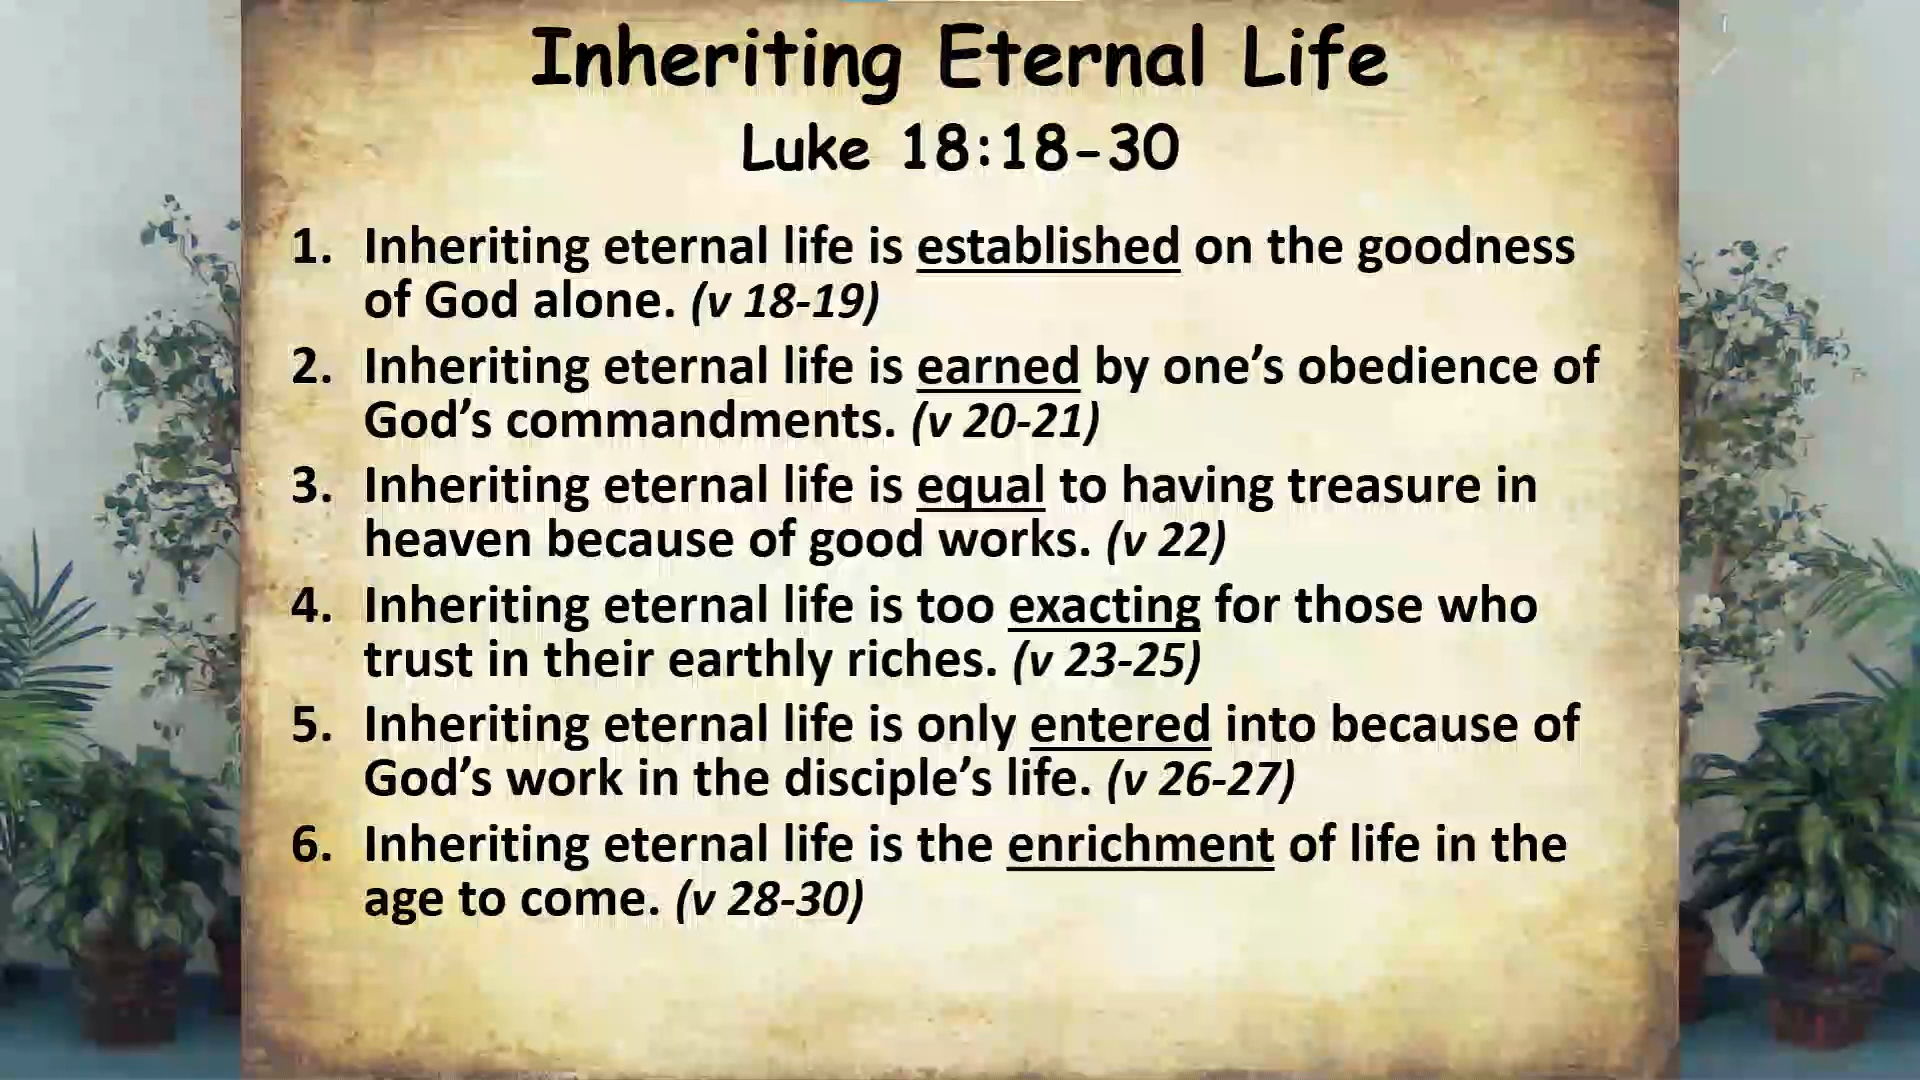 Inheriting Eternal Life
Luke 18:18-30
1. Inheriting eternal life is established on the goodness
of God alone. (v 18-19)
2. Inheriting eternal life is earned by one’s obedience of
God’s commandments. (v 20-21)
3. Inheriting eternal life is equal to having treasure in
heaven because of good works. (v 22)
4. Inheriting eternal life is too exacting for those who
trust in their earthly riches. (v 23-25)
5. Inheriting eternal life is only entered into because of
God’s work in the disciple’s life. (v 26-27)
6. Inheriting eternal life is the enrichment of life in the
age to come. (v 28-30)